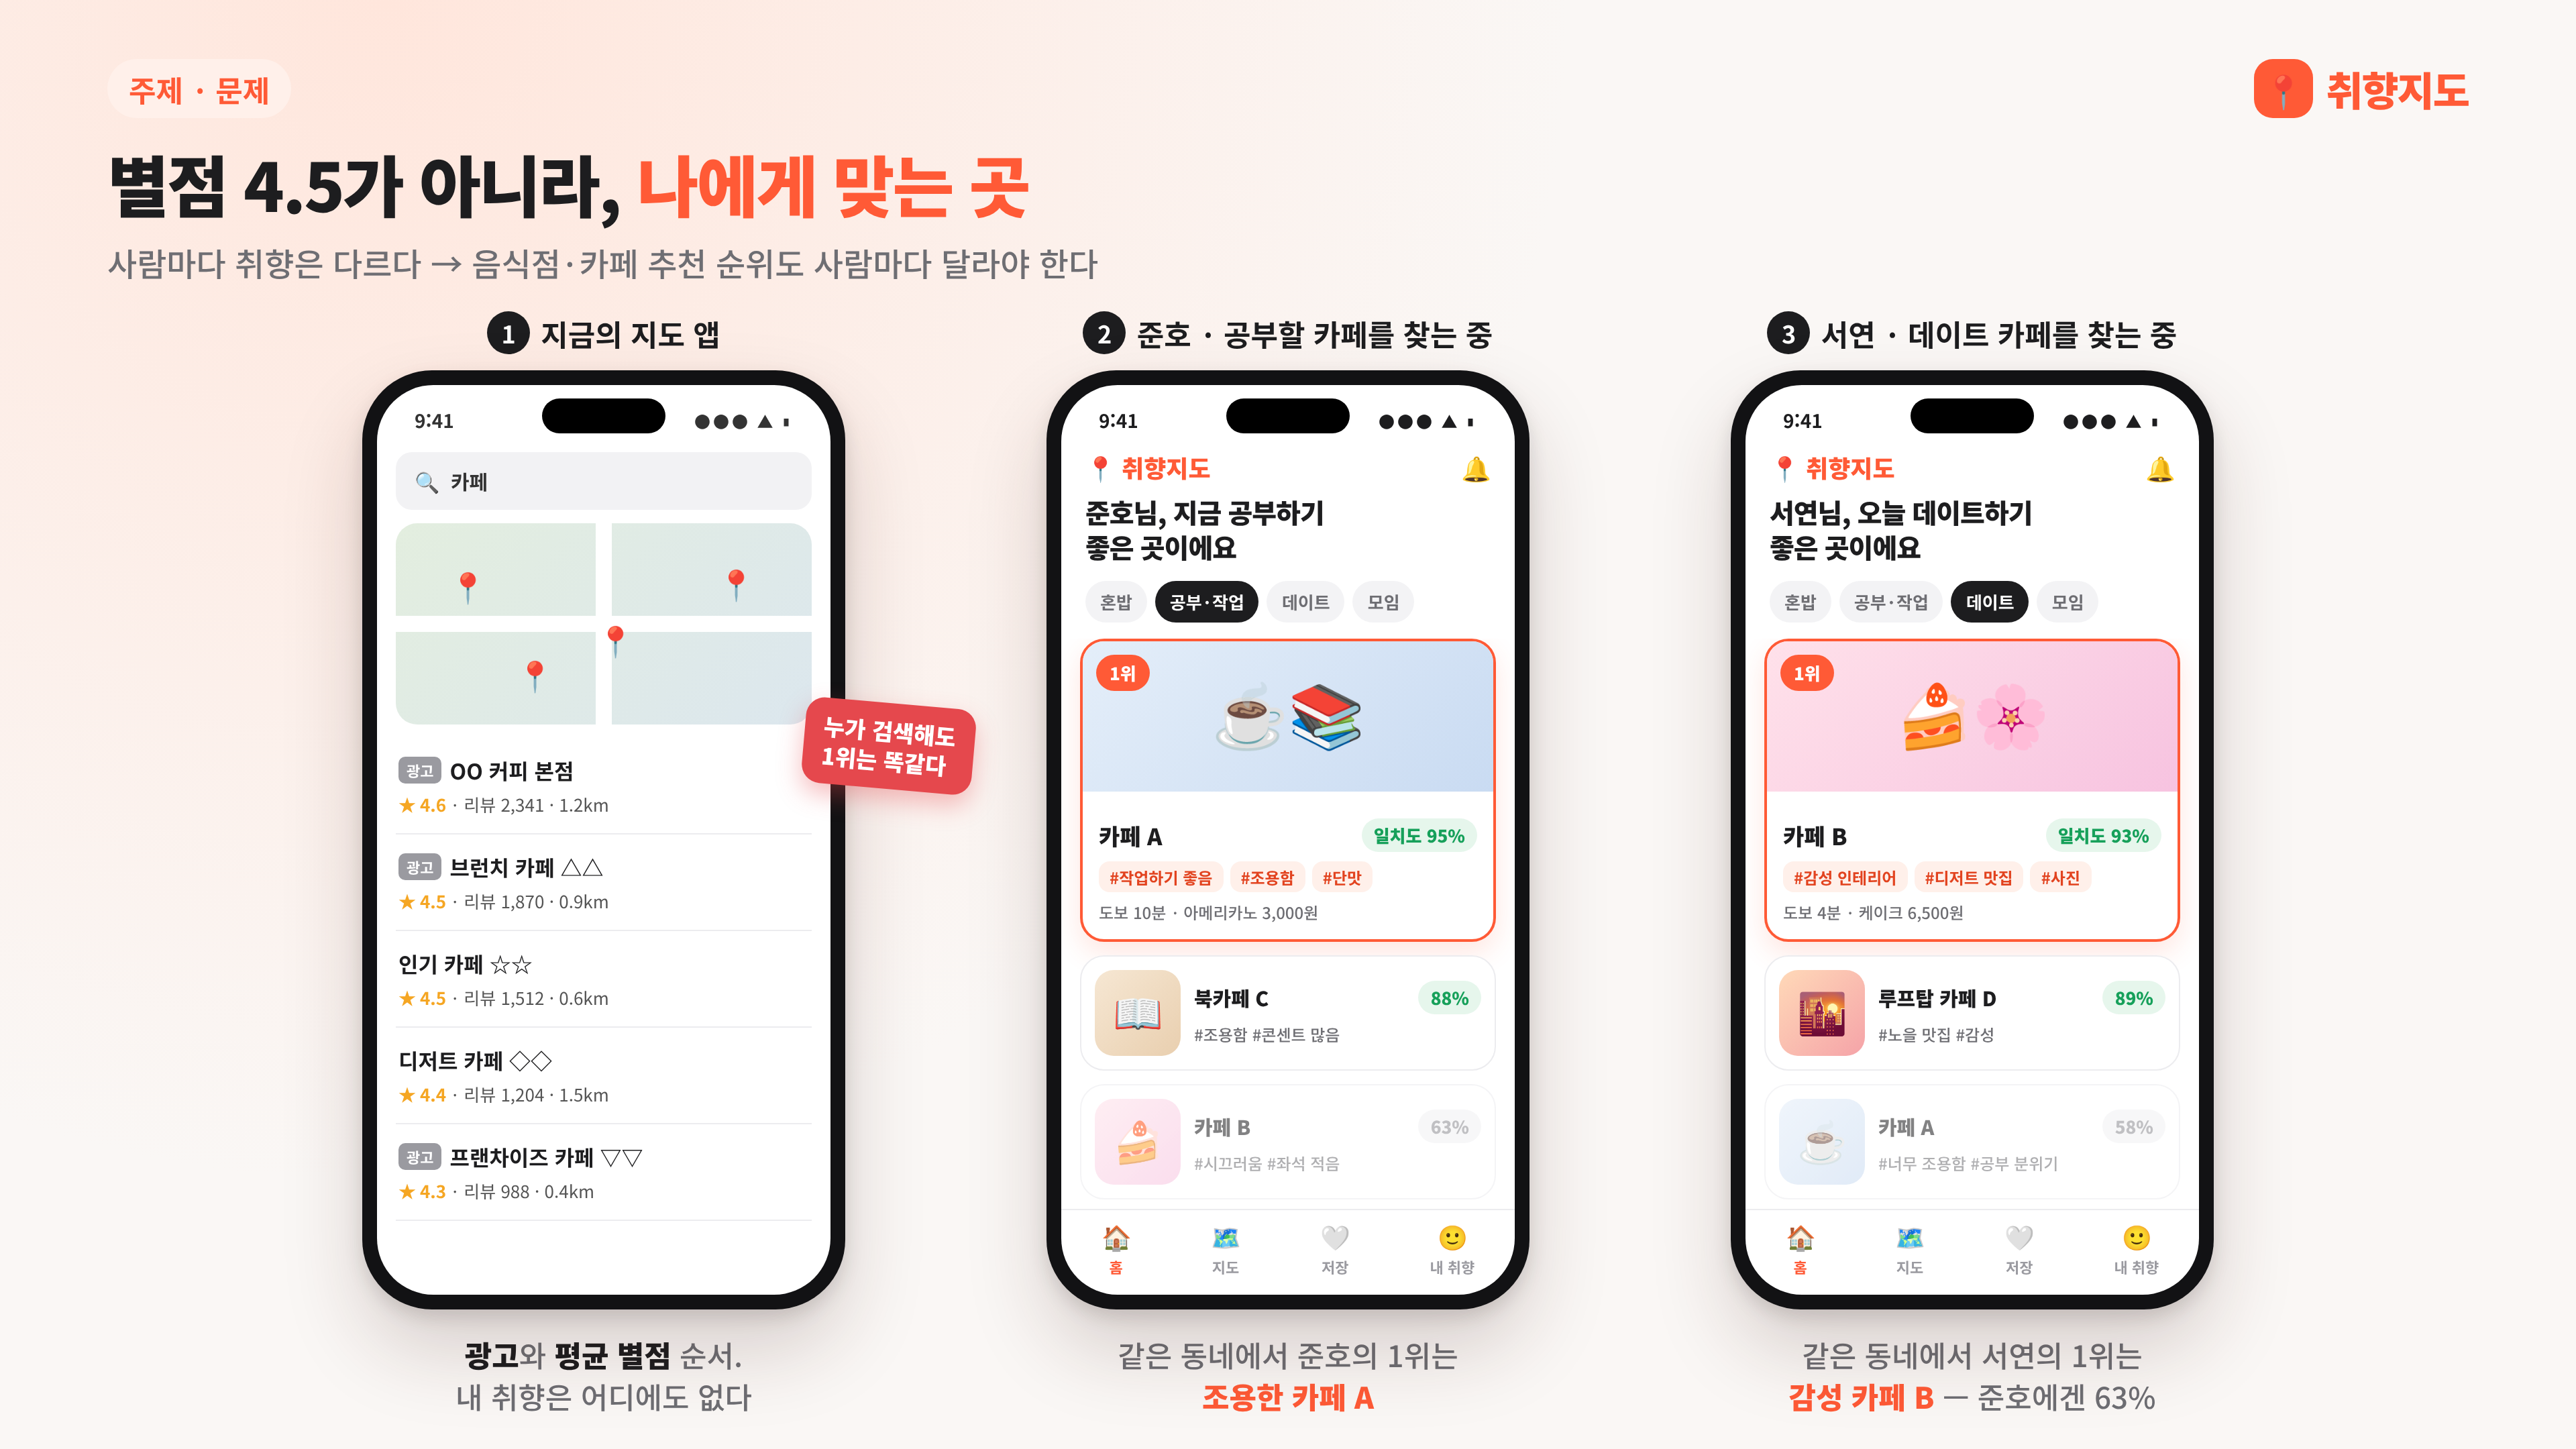 주제 · 문제
취향지도
별점 4.5가 아니라, 나에게 맞는 곳
사람마다 취향은 다르다 → 음식점·카페 추천 순위도 사람마다 달라야 한다
1 지금의 지도 앱
9:41
카페
광고 OO 커피 본점
★ 4.6 · 리뷰 2,341 · 1.2km
광고 브런치 카페 △△
★ 4.5 · 리뷰 1,870 · 0.9km
인기 카페 ☆☆
★ 4.5 · 리뷰 1,512 · 0.6km
디저트 카페 ◇◇
★ 4.4 · 리뷰 1,204 · 1.5km
광고 프랜차이즈 카페 ▽▽
★ 4.3 · 리뷰 988 · 0.4km
누가 검색해도
1위는 똑같다
광고와 평균 별점 순서.
내 취향은 어디에도 없다
2 준호 · 공부할 카페를 찾는 중
9:41
취향지도
준호님, 지금 공부하기
좋은 곳이에요
혼밥 공부·작업 데이트 모임
1위
카페 A 일치도 95%
#작업하기 좋음 #조용함 #단맛
도보 10분 · 아메리카노 3,000원
북카페 C 88%
#조용함 #콘센트 많음
카페 B 63%
#시끄러움 #좌석 적음
홈 지도 저장 내 취향
같은 동네에서 준호의 1위는
조용한 카페 A
3 서연 · 데이트 카페를 찾는 중
9:41
취향지도
서연님, 오늘 데이트하기
좋은 곳이에요
혼밥 공부·작업 데이트 모임
1위
카페 B 일치도 93%
#감성 인테리어 #디저트 맛집 #사진
도보 4분 · 케이크 6,500원
루프탑 카페 D 89%
#노을 맛집 #감성
카페 A 58%
#너무 조용함 #공부 분위기
홈 지도 저장 내 취향
같은 동네에서 서연의 1위는
감성 카페 B — 준호에겐 63%